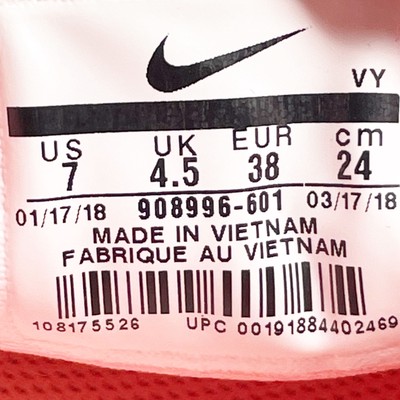 VY
US UK EUR cm
7 4.5 38 24
01/17/18 908996-601 03/17/18
MADE IN VIETNAM
FABRIQUE AU VIETNAM
108175526 UPC 00191884402469